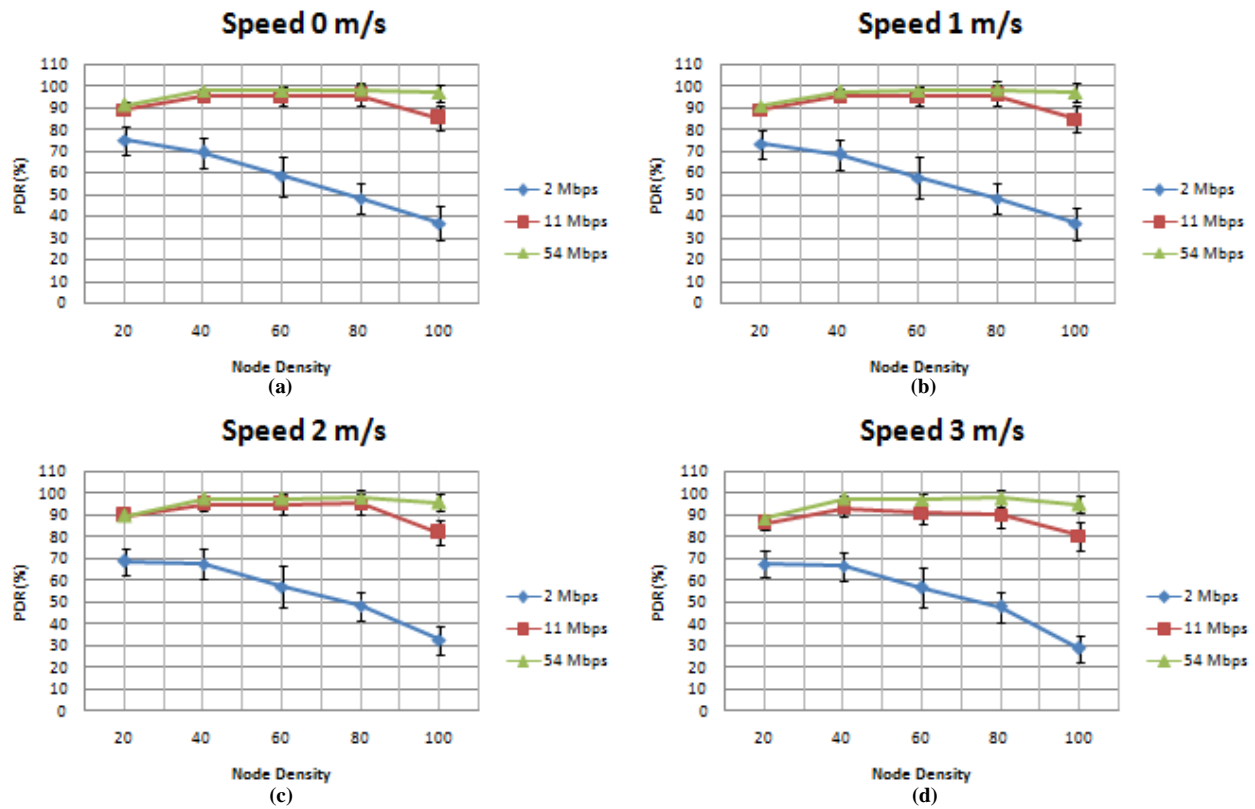 Speed 0 m/s
110
100
90
80
70
60
50
40
30
20
10
0
PDR(%)
20 40 60 80 100
Node Density
2 Mbps
11 Mbps
54 Mbps
(a)
Speed 1 m/s
110
100
90
80
70
60
50
40
30
20
10
0
PDR(%)
20 40 60 80 100
Node Density
2 Mbps
11 Mbps
54 Mbps
(b)
Speed 2 m/s
110
100
90
80
70
60
50
40
30
20
10
0
PDR(%)
20 40 60 80 100
Node Density
2 Mbps
11 Mbps
54 Mbps
(c)
Speed 3 m/s
110
100
90
80
70
60
50
40
30
20
10
0
PDR(%)
20 40 60 80 100
Node Density
2 Mbps
11 Mbps
54 Mbps
(d)